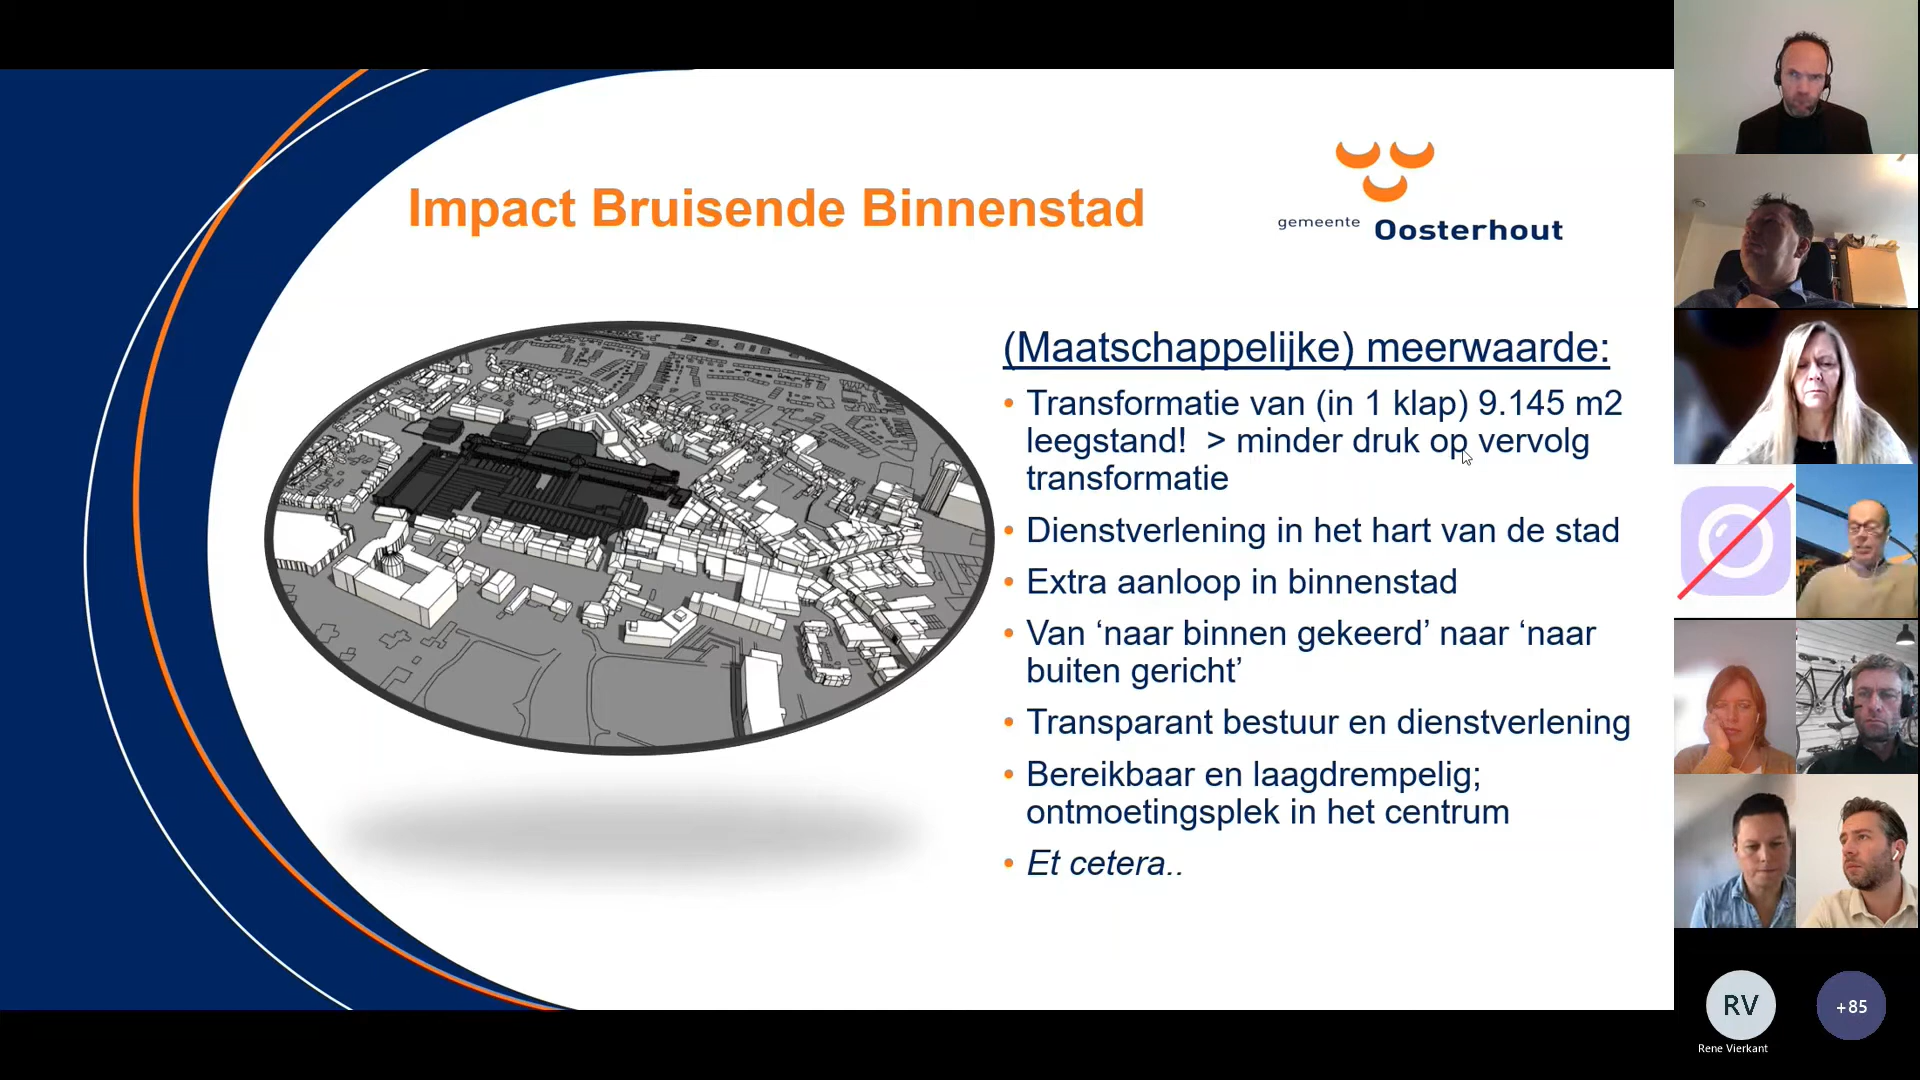 Impact Bruisende Binnenstad
gemeente Oosterhout
(Maatschappelijke) meerwaarde:
• Transformatie van (in 1 klap) 9.145 m2
leegstand!  > minder druk op vervolg
transformatie
• Dienstverlening in het hart van de stad
• Extra aanloop in binnenstad
• Van ‘naar binnen gekeerd’ naar ‘naar
buiten gericht’
• Transparant bestuur en dienstverlening
• Bereikbaar en laagdrempelig;
ontmoetingsplek in het centrum
• Et cetera..
RV
Rene Vierkant
+85